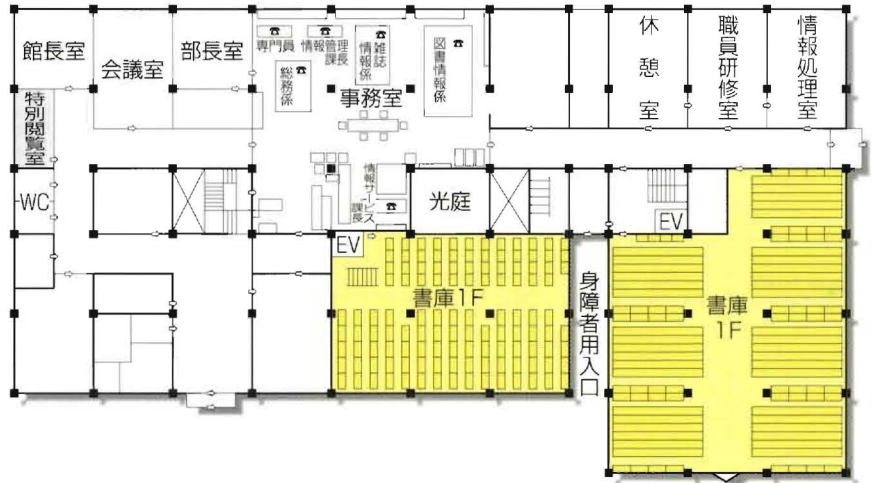 館長室
会議室
部長室
専門員
情報管理課長
雑誌情報係
総務係
図書情報係
事務室
休憩室
職員研修室
情報処理室
特別閲覧室
WC
情報サービス課長
光庭
EV
EV
書庫1F
身障者用入口
書庫
1F